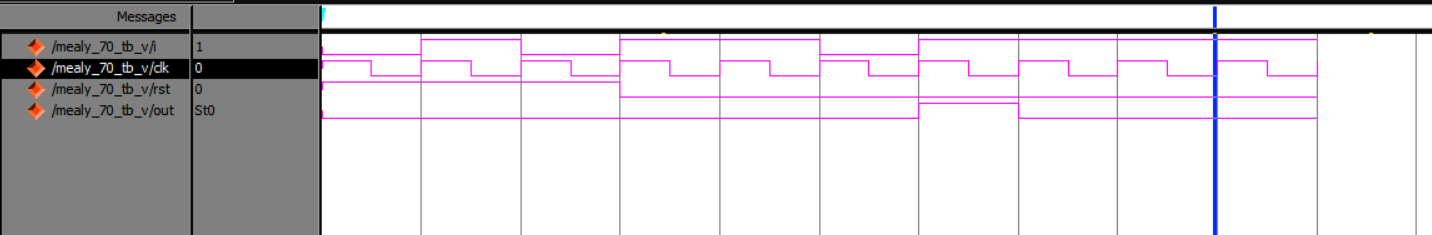 Messages
/mealy_70_tb_v/i 1
/mealy_70_tb_v/clk 0
/mealy_70_tb_v/rst 0
/mealy_70_tb_v/out St0